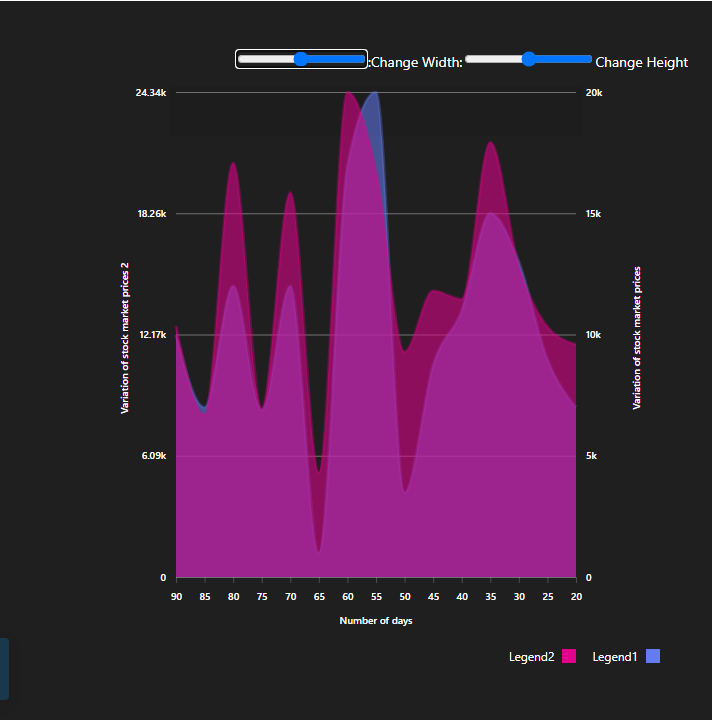 :Change Width: Change Height
24.34k 20k
18.26k 15k
12.17k 10k
6.09k 5k
0 0
Variation of stock market prices 2
Variation of stock market prices
90 85 80 75 70 65 60 55 50 45 40 35 30 25 20
Number of days
Legend2 Legend1